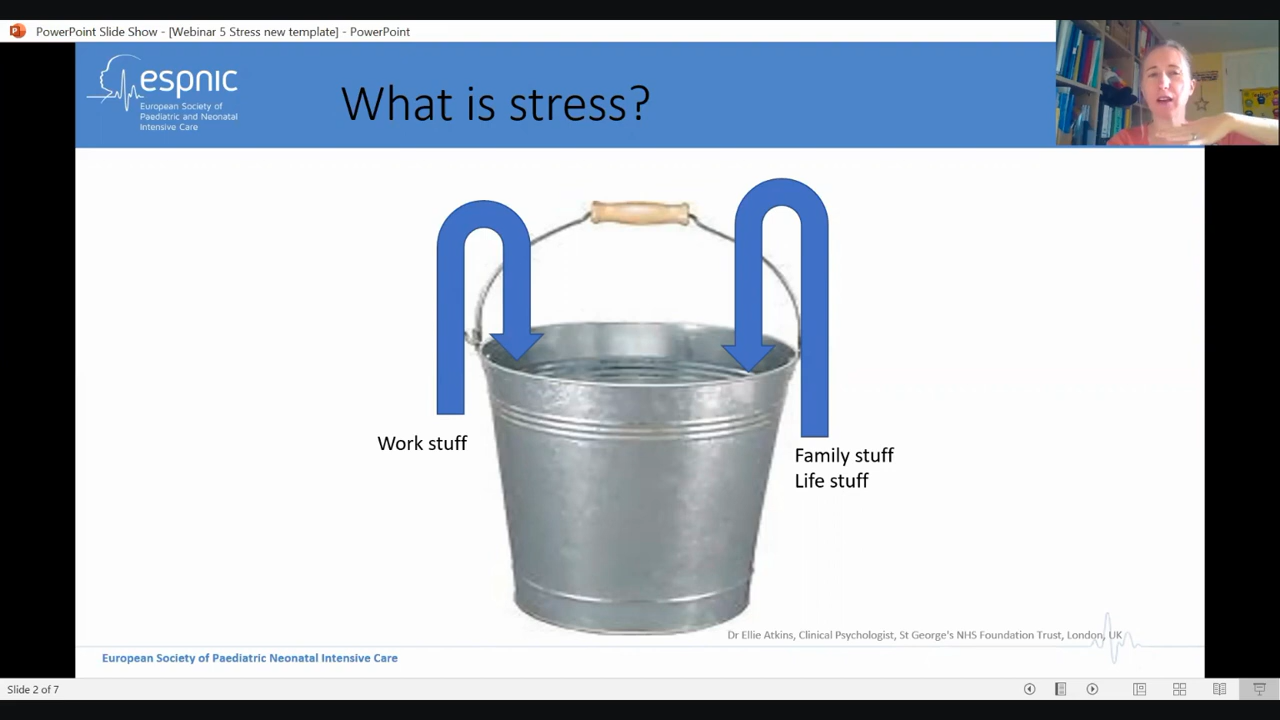 PowerPoint Slide Show - [Webinar 5 Stress new template] - PowerPoint
espnic
European Society of
Paediatric and Neonatal
Intensive Care
What is stress?
Work stuff
Family stuff
Life stuff
Dr Ellie Atkins, Clinical Psychologist, St George's NHS Foundation Trust, London, UK
European Society of Paediatric Neonatal Intensive Care
Slide 2 of 7